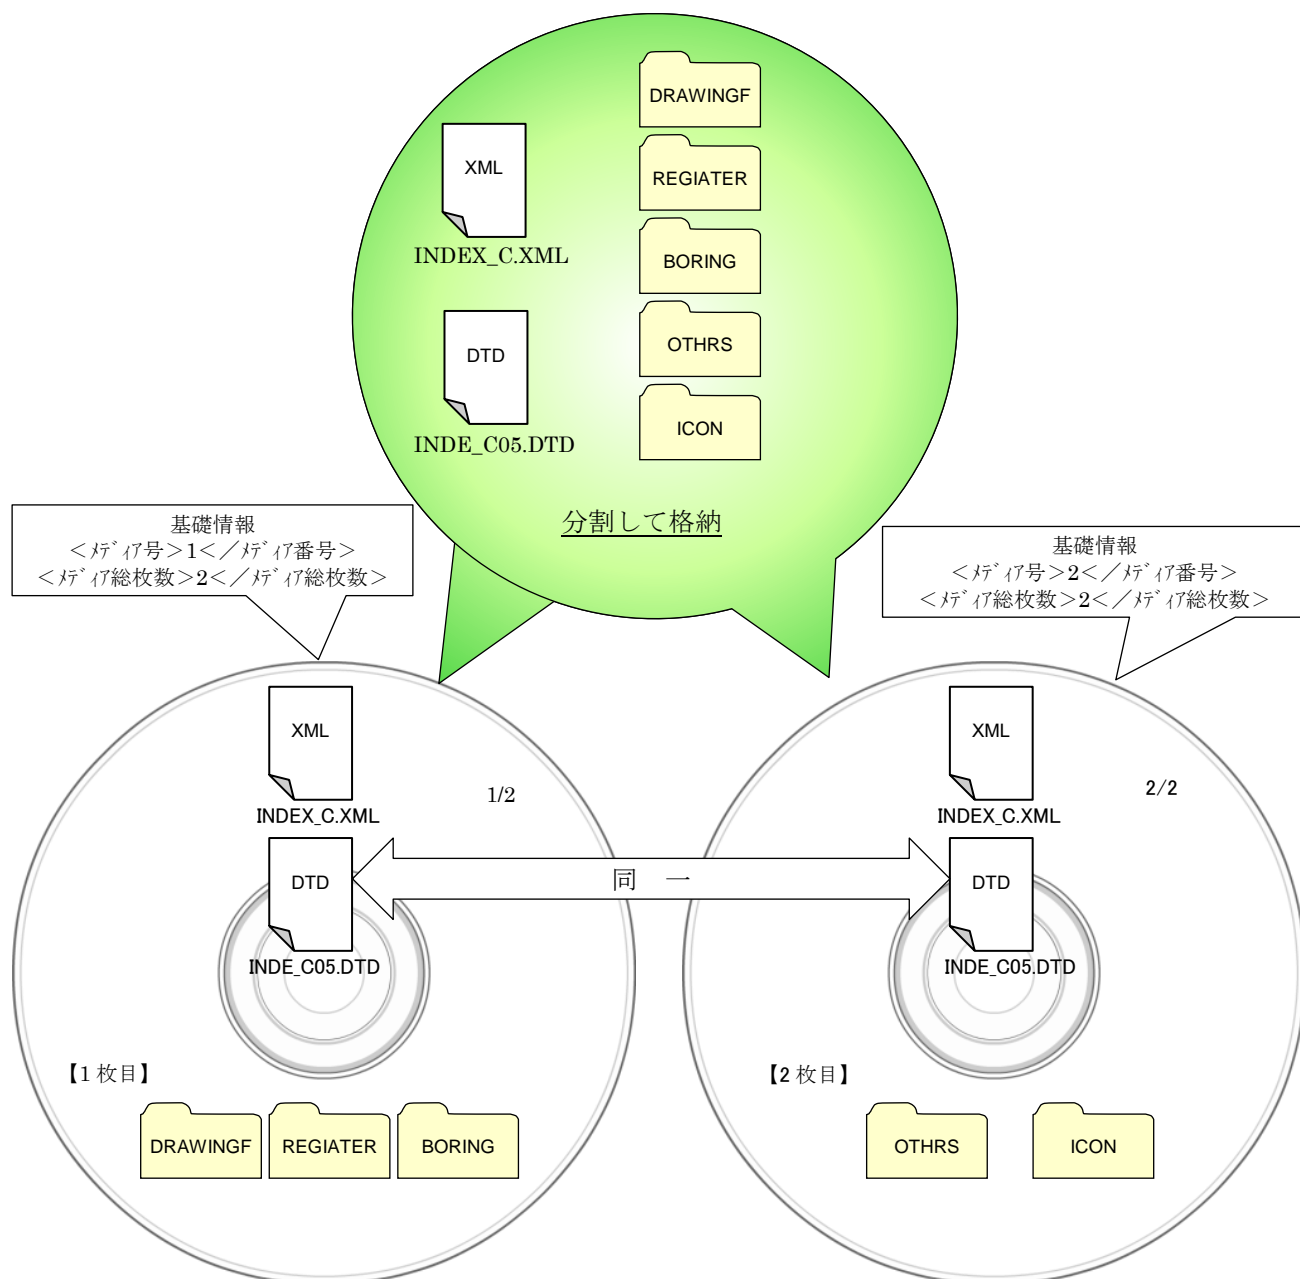 DRAWINGF
XML
REGIATER
INDEX_C.XML
BORING
DTD
OTHRS
INDE_C05.DTD
ICON
分割して格納
基礎情報
<ﾒﾃﾞｨｱ号>1</ﾒﾃﾞｨｱ番号>
<ﾒﾃﾞｨｱ総枚数>2</ﾒﾃﾞｨｱ総枚数>
基礎情報
<ﾒﾃﾞｨｱ号>2</ﾒﾃﾞｨｱ番号>
<ﾒﾃﾞｨｱ総枚数>2</ﾒﾃﾞｨｱ総枚数>
XML
1/2
INDEX_C.XML
DTD
INDE_C05.DTD
同 一
XML
2/2
INDEX_C.XML
DTD
INDE_C05.DTD
【1枚目】
DRAWINGF
REGIATER
BORING
【2枚目】
OTHRS
ICON